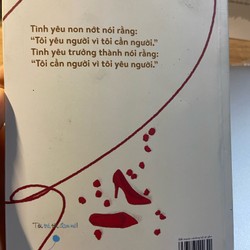 Tình yêu non nớt nói rằng:
“Tôi yêu người vì tôi cần người.”
Tình yêu trưởng thành nói rằng:
“Tôi cần người vì tôi yêu người.”